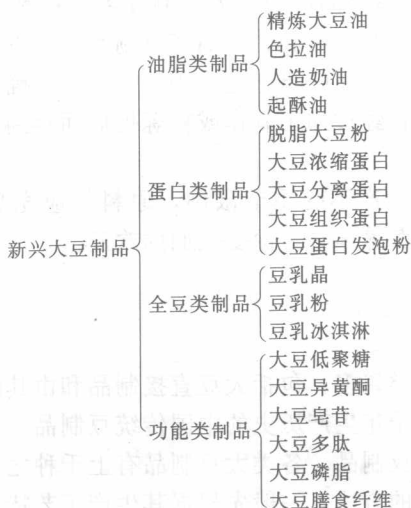 精炼大豆油
色拉油
油脂类制品
人造奶油
起酥油
脱脂大豆粉
大豆浓缩蛋白
蛋白类制品
大豆分离蛋白
大豆组织蛋白
新兴大豆制品
大豆蛋白发泡粉
豆乳晶
全豆类制品
豆乳粉
豆乳冰淇淋
大豆低聚糖
大豆异黄酮
大豆皂苷
功能类制品
大豆多肽
大豆磷脂
大豆膳食纤维